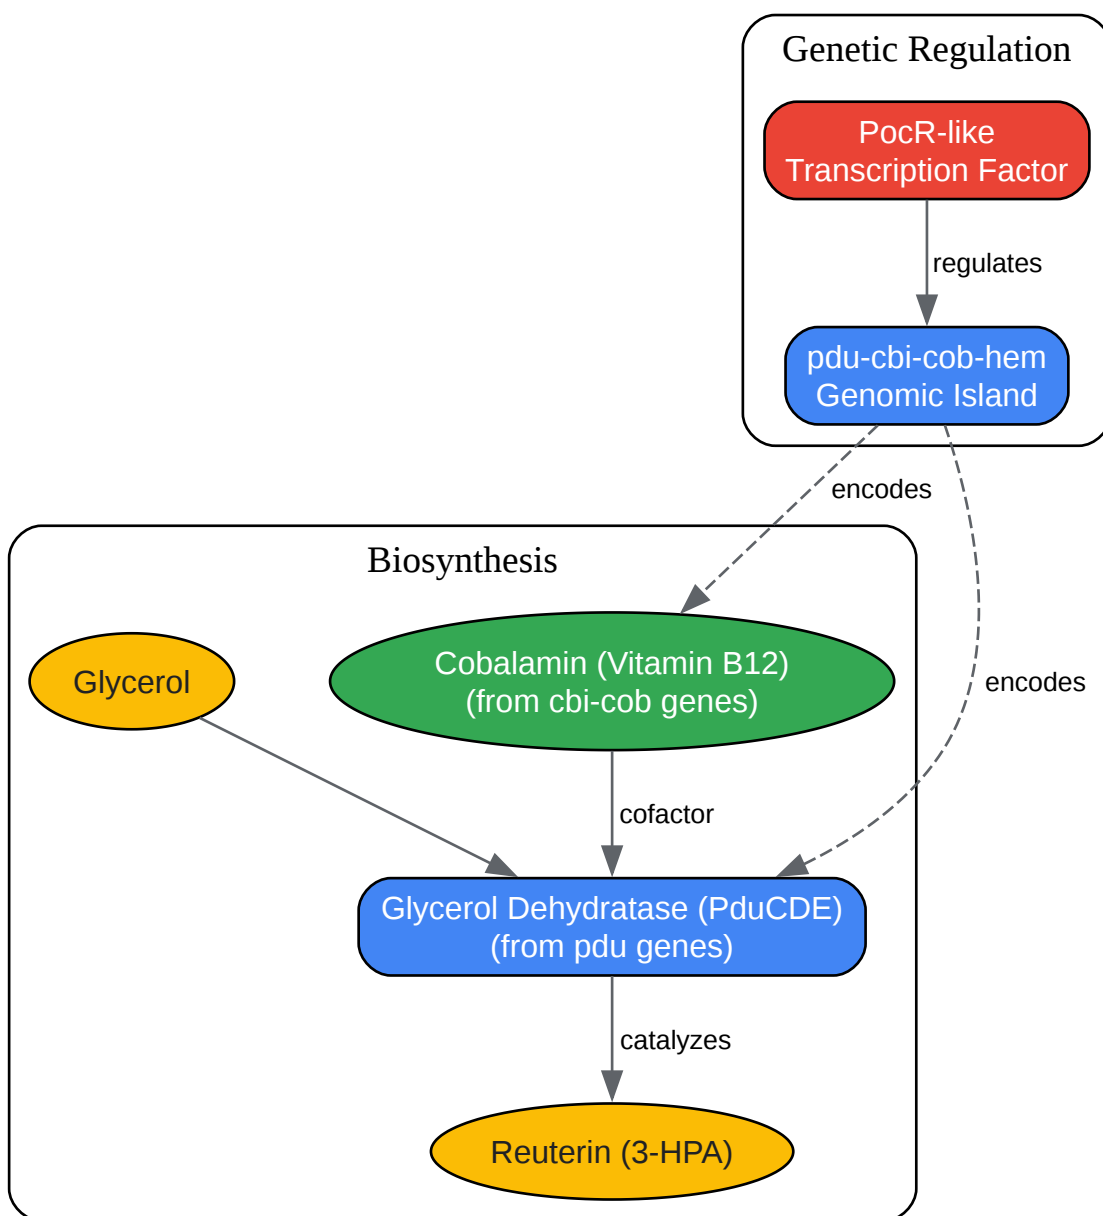 Genetic Regulation
PocR-like
Transcription Factor
regulates
pdu-cbi-cob-hem
Genomic Island
encodes
Biosynthesis
Glycerol
Cobalamin (Vitamin B12)
(from cbi-cob genes)
encodes
cofactor
Glycerol Dehydratase (PduCDE)
(from pdu genes)
catalyzes
Reuterin (3-HPA)